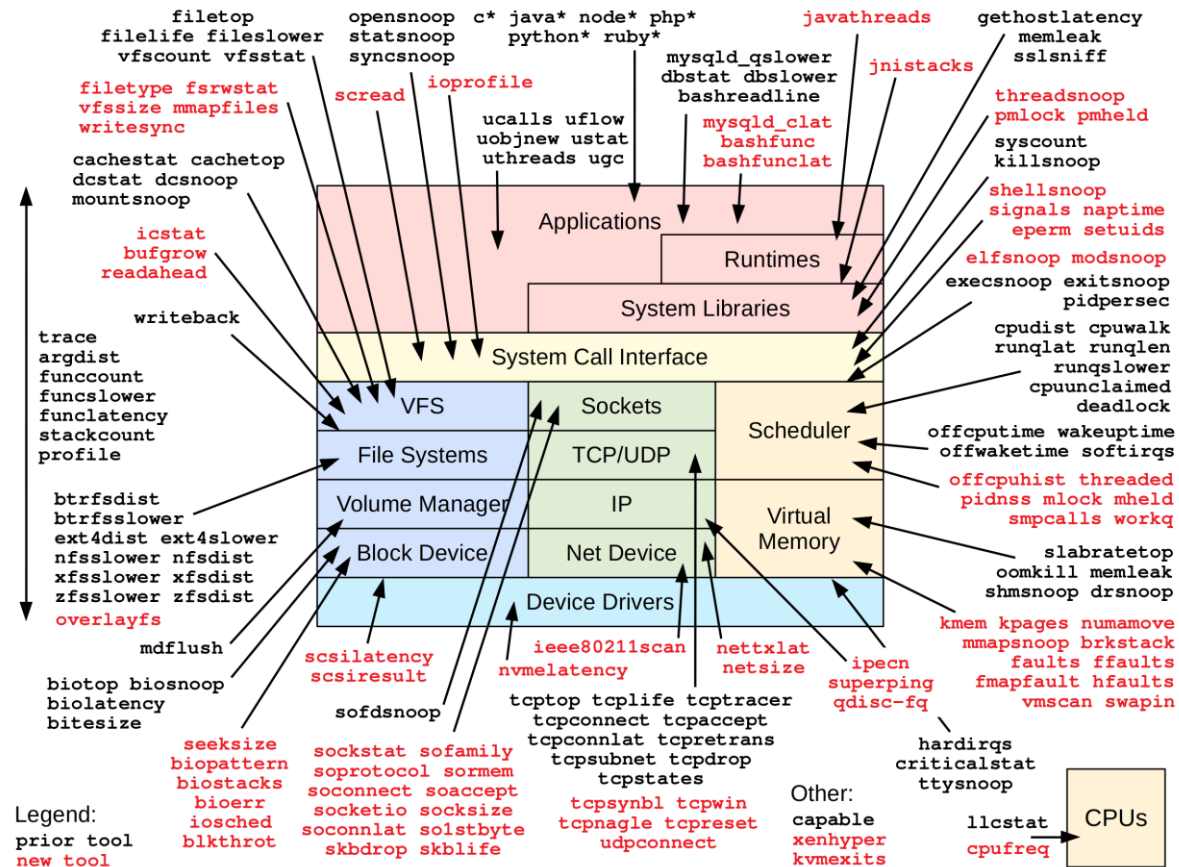 filetop
filelife fileslower
vfscount vfsstat
opensnoop
statsnoop
syncsnoop
c* java* node* php*
python* ruby*
javathreads
gethostlatency
memleak
sslsniff
filetype fsrwstat
vfssize mmapfiles
writesync
scread
ioprofile
mysqld_qslower
dbstat dbslower
bashreadline
jnistacks
threadsnoop
pmlock pmheld
ucalls uflow
uobjnew ustat
uthreads ugc
mysqld_clat
bashfunc
bashfunclat
syscount
killsnoop
cachestat cachetop
dcstat dcsnoop
mountsnoop
shellsnoop
signals naptime
eperm setuids
icstat
bufgrow
readahead
Applications
Runtimes
System Libraries
elfsnoop modsnoop
execsnoop exitsnoop
pidpersec
writeback
System Call Interface
cpudist cpuwalk
runqlat runqlen
runqslower
cpuunclaimed
deadlock
trace
argdist
funccount
funcslower
funclatency
stackcount
profile
VFS
Sockets
Scheduler
File Systems
TCP/UDP
offcputime wakeuptime
offwaketime softirqs
Volume Manager
IP
Virtual
Memory
offcpuhist threaded
pidnss mlock mheld
smpcalls workq
Block Device
Net Device
btrfsdist
btrfsslower
ext4dist ext4slower
nfsslower nfsdist
xfsslower xfsdist
zfsslower zfsdist
overlayfs
slabratetop
oomkill memleak
shmsnoop drsnoop
Device Drivers
kmem kpages numamove
mmapsnoop brkstack
faults ffaults
fmapfault hfaults
vmscan swapin
mdflush
scsilatency
scsiresult
ieee80211scan
nvmelatency
nettxlat
netsize
ipecn
superping
qdisc-fq
biotop biosnoop
biolatency
bitesize
sofdsnoop
tcptop tcplife tcptracer
tcpconnect tcpaccept
tcpconnlat tcpretrans
tcpsubnet tcpdrop
tcpstates
hardirqs
criticalstat
ttysnoop
seeksize
biopattern
biostacks
bioerr
iosched
blkthrot
sockstat sofamily
soprotocol sormem
soconnect soaccept
socketio socksize
soconnlat so1stbyte
skbdrop skblife
tcpsynbl tcpwin
tcpnagle tcpreset
udpconnect
Legend:
prior tool
new tool
Other:
capable
xenhyper
kvmexits
llcstat
cpufreq
CPUs